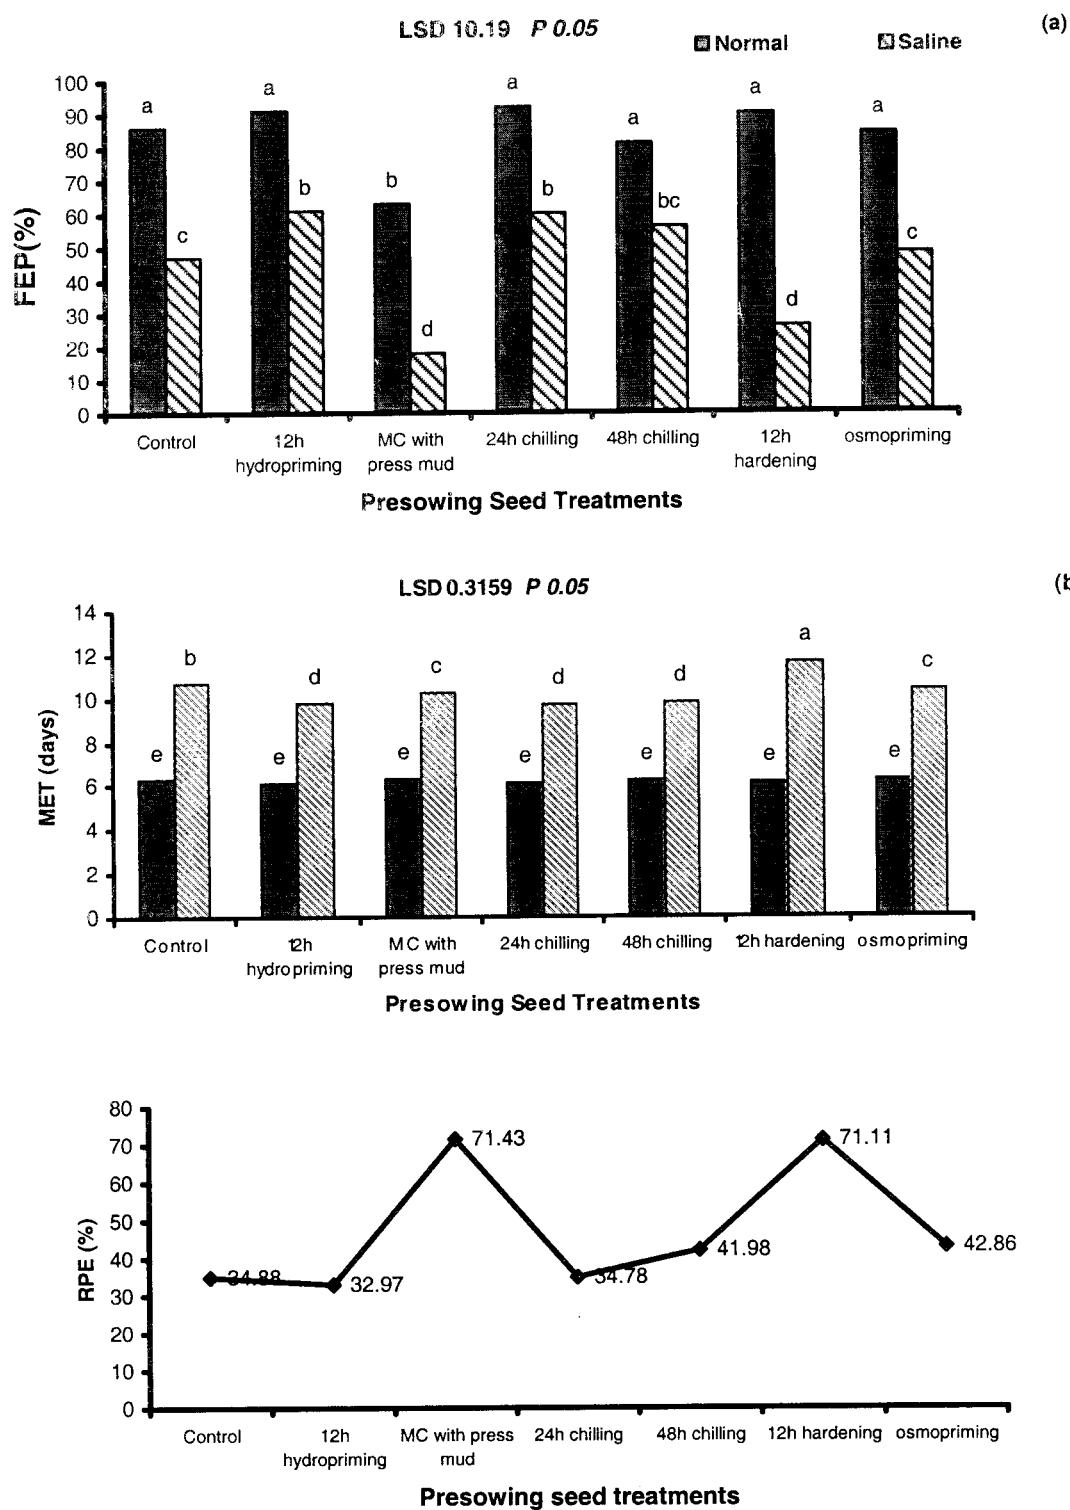 LSD 10.19 P 0.05
(a)
Normal
Saline
100
90
80
70
60
50
40
30
20
10
0
FEP(%)
a
c
a
b
b
d
a
b
a
bc
a
d
a
c
Control
12h
hydropriming
MC with
press mud
24h chilling
48h chilling
12h
hardening
osmopriming
Presowing Seed Treatments
LSD 0.3159 P 0.05
(b
14
12
10
8
6
4
2
0
MET (days)
e
b
e
d
e
c
e
d
e
d
e
a
e
c
Control
12h
hydropriming
MC with
press mud
24h chilling
48h chilling
12h hardening
osmopriming
Presowing Seed Treatments
80
70
60
50
40
30
20
10
0
RPE (%)
34.88
32.97
71.43
34.78
41.98
71.11
42.86
Control
12h
hydropriming
MC with press
mud
24h chilling
48h chilling
12h hardening
osmopriming
Presowing seed treatments